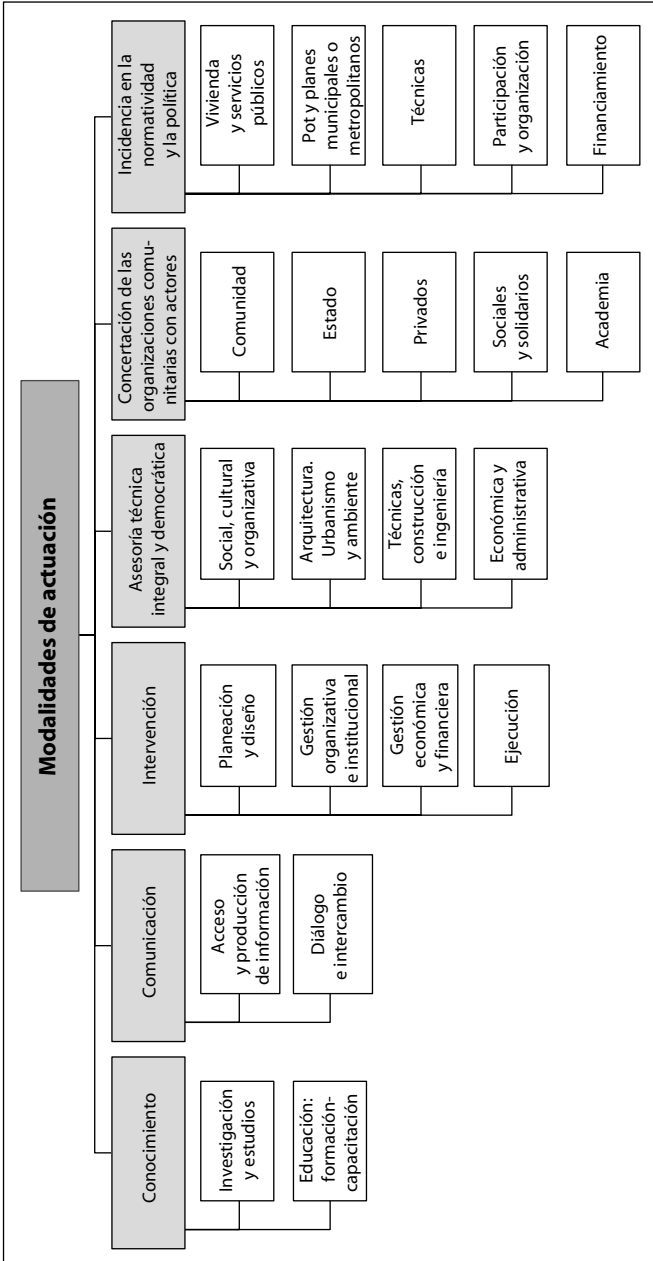 Modalidades de actuación
Conocimiento
Investigación
y estudios
Educación:
formación-
capacitación
Comunicación
Acceso
y producción
de información
Diálogo
e intercambio
Intervención
Planeación
y diseño
Gestión
organizativa
e institucional
Gestión
económica
y financiera
Ejecución
Asesoría técnica
integral y democrática
Social, cultural
y organizativa
Arquitectura.
Urbanismo
y ambiente
Técnicas,
construcción
e ingeniería
Económica y
administrativa
Concertación de las
organizaciones comu-
nitarias con actores
Comunidad
Estado
Privados
Sociales
y solidarios
Academia
Incidencia en la
normatividad
y la política
Vivienda
y servicios
públicos
Pot y planes
municipales o
metropolitanos
Técnicas
Participación
y organización
Financiamiento